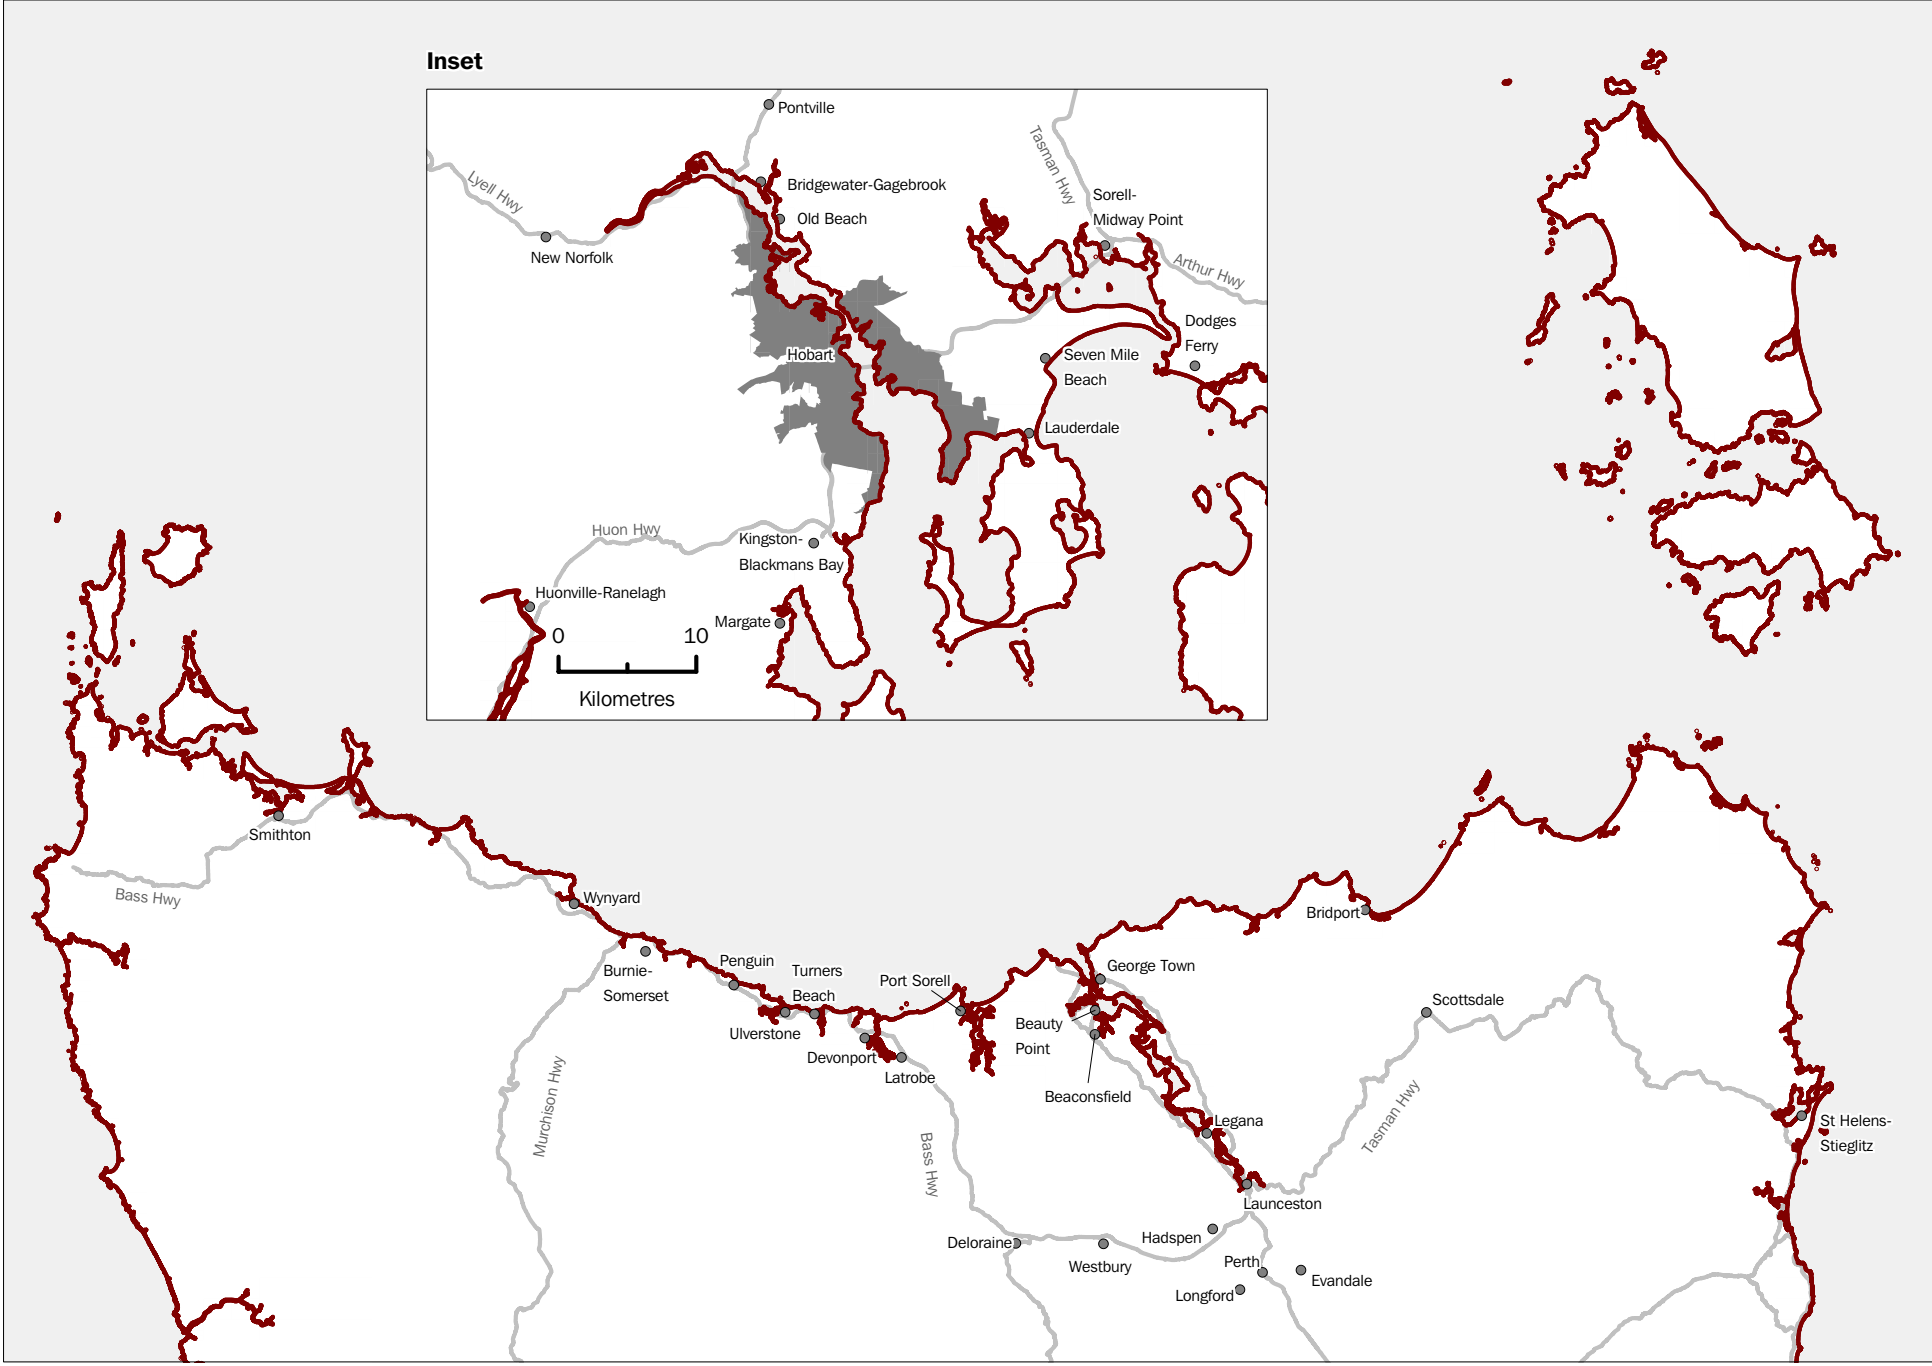 Inset
Pontville
Tasman Hwy
Lyell Hwy
Bridgewater-Gagebrook
Old Beach
Sorell-
Midway Point
New Norfolk
Arthur Hwy
Dodges
Ferry
Hobart
Seven Mile
Beach
Lauderdale
Huon Hwy
Kingston-
Blackmans Bay
Huonville-Ranelagh
Margate
0 10
Kilometres
Smithton
Bass Hwy
Wynyard
Bridport
Burnie-
Somerset
Penguin
Turners
Beach
Port Sorell
George Town
Scottsdale
Ulverstone
Beauty
Point
Devonport
Latrobe
Beaconsfield
Murchison Hwy
Tasman Hwy
Legana
St Helens-
Stieglitz
Bass Hwy
Launceston
Deloraine
Hadspen
Westbury
Perth
Evandale
Longford